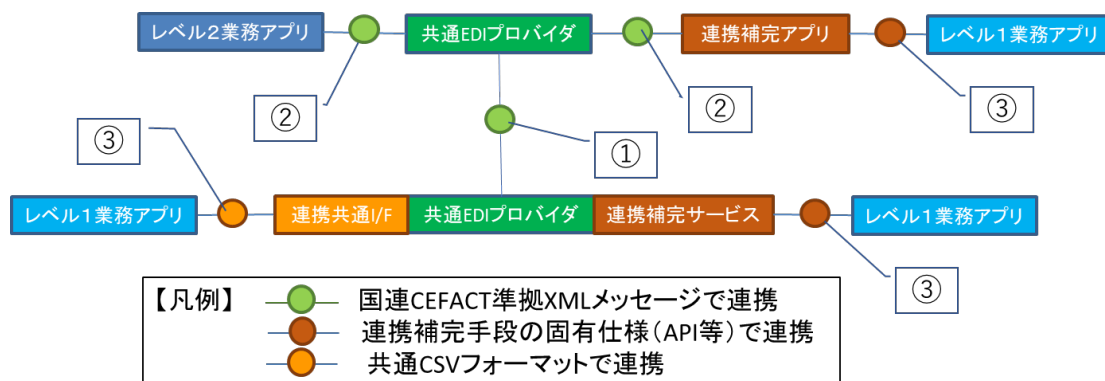 レベル2業務アプリ
共通EDIプロバイダ
連携補完アプリ
レベル1業務アプリ
②
②
③
③
①
レベル1業務アプリ
連携共通I/F
共通EDIプロバイダ
連携補完サービス
レベル1業務アプリ
③
【凡例】
国連CEFACT準拠XMLメッセージで連携
連携補完手段の固有仕様(API等)で連携
共通CSVフォーマットで連携